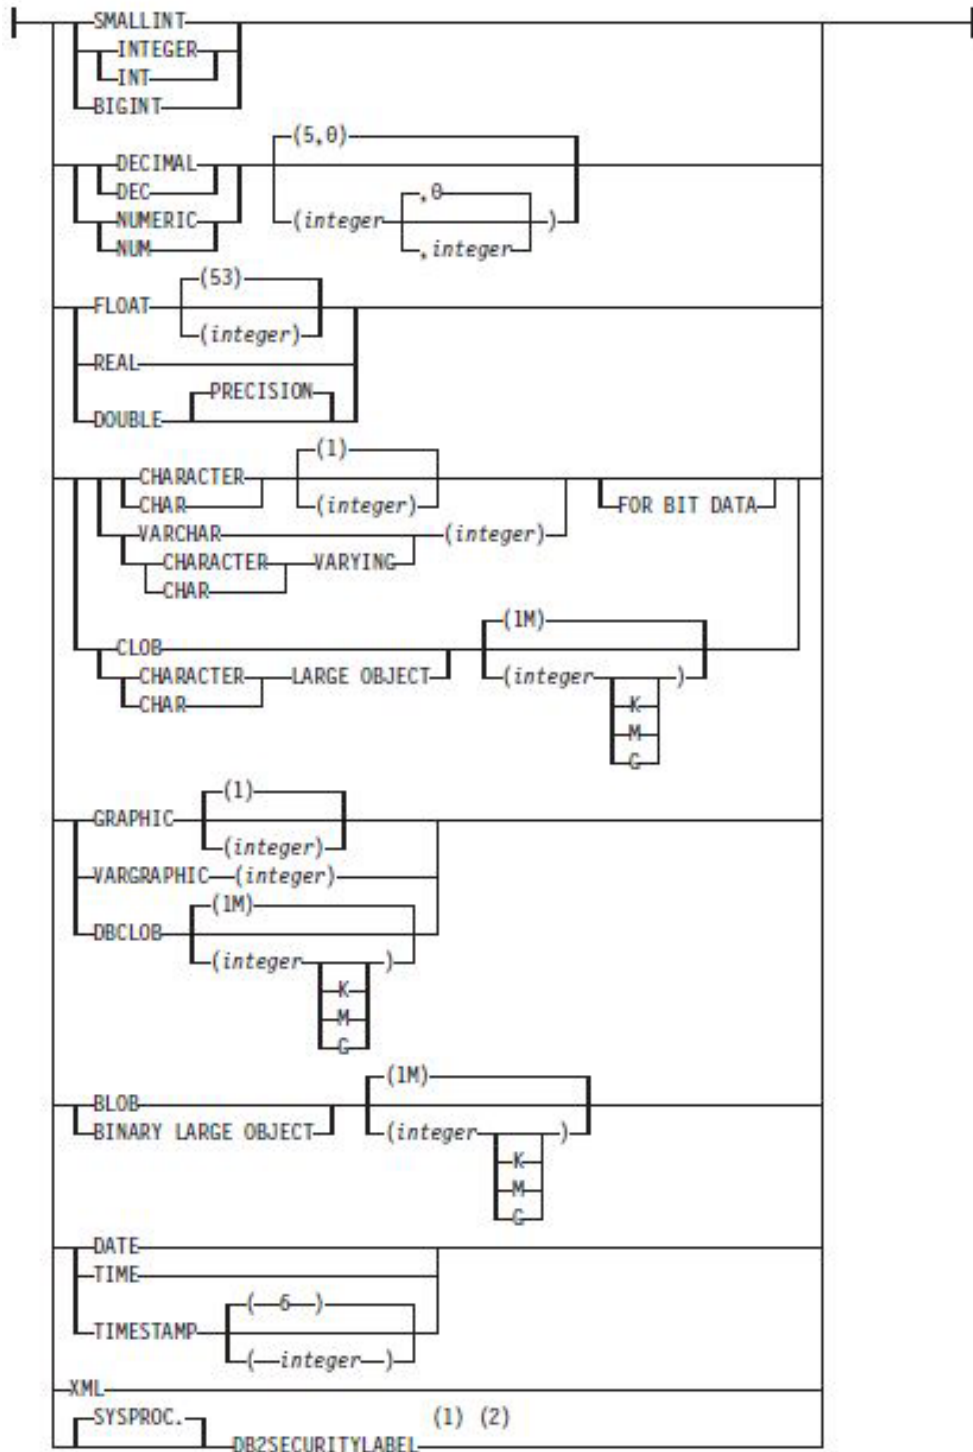 SMALLINT
INTEGER
INT
BIGINT
(5,0)
DECIMAL
DEC
,0
NUMERIC
(integer )
NUM
,integer
(53)
FLOAT
(integer)
REAL
PRECISION
DOUBLE
(1)
CHARACTER
CHAR
(integer)
FOR BIT DATA
VARCHAR
(integer)
CHARACTER VARYING
CHAR
(1M)
CLOB
CHARACTER LARGE OBJECT
(integer )
CHAR
K
M
G
(1)
GRAPHIC
(integer)
VARGRAPHIC (integer)
(1M)
DBCLOB
(integer )
K
M
G
(1M)
BLOB
BINARY LARGE OBJECT
(integer )
K
M
G
DATE
TIME
( 6 )
TIMESTAMP
( integer )
XML
SYSPROC.
(1) (2)
DB2SECURITYLABEL